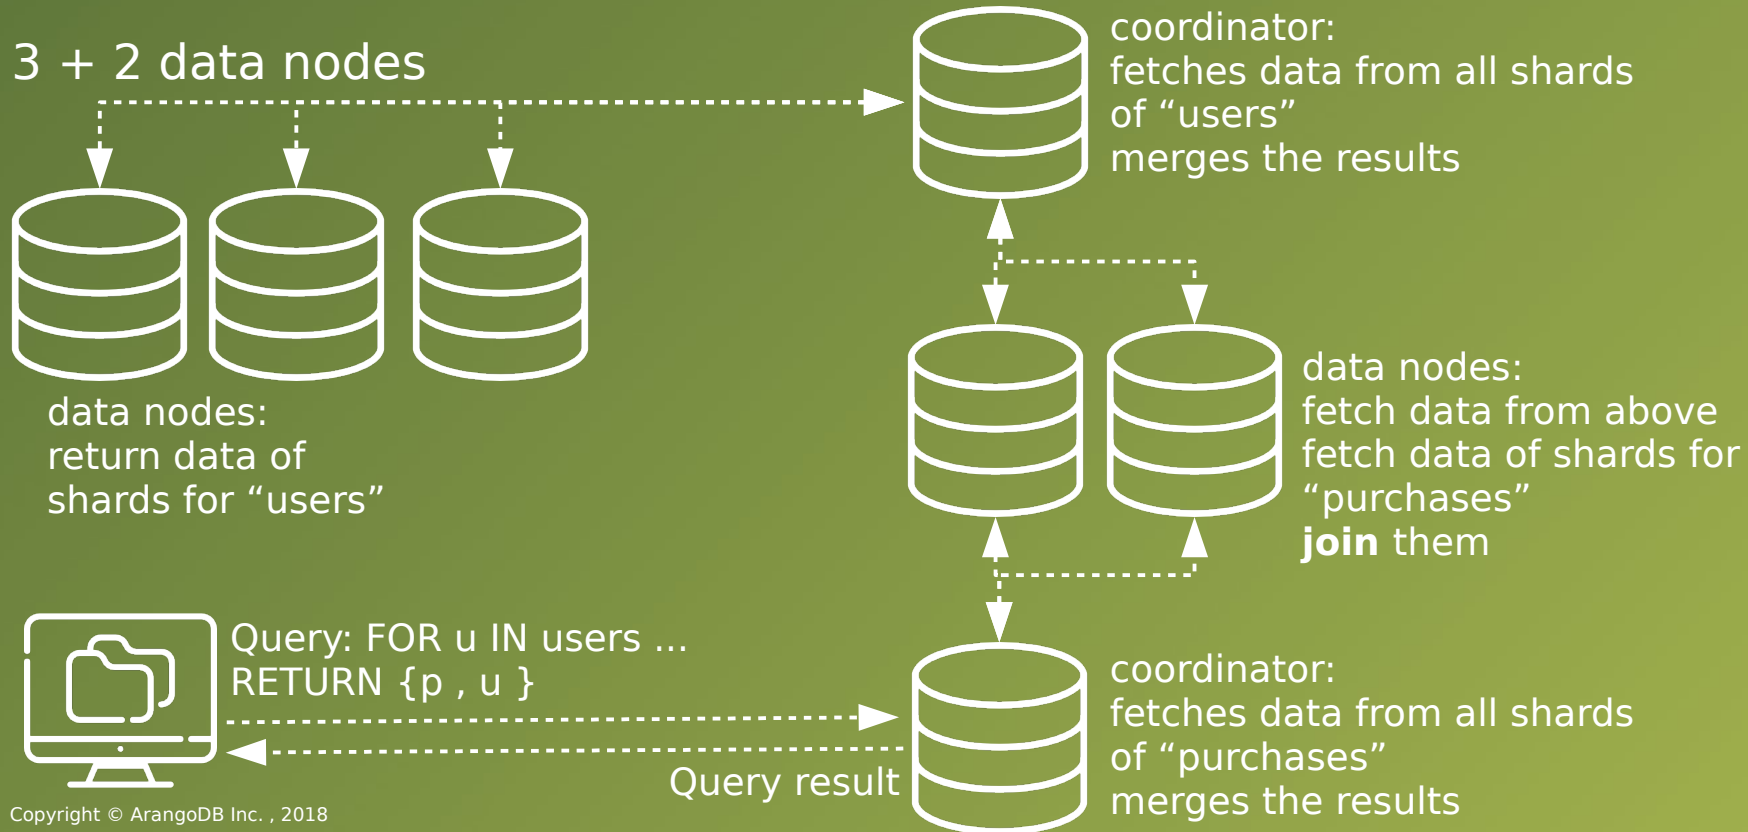 3 + 2 data nodes
coordinator:
fetches data from all shards
of “users”
merges the results
data nodes:
return data of
shards for “users”
data nodes:
fetch data from above
fetch data of shards for
“purchases”
join them
Query: FOR u IN users ...
RETURN {p , u }
Query result
coordinator:
fetches data from all shards
of “purchases”
merges the results
Copyright © ArangoDB Inc. , 2018